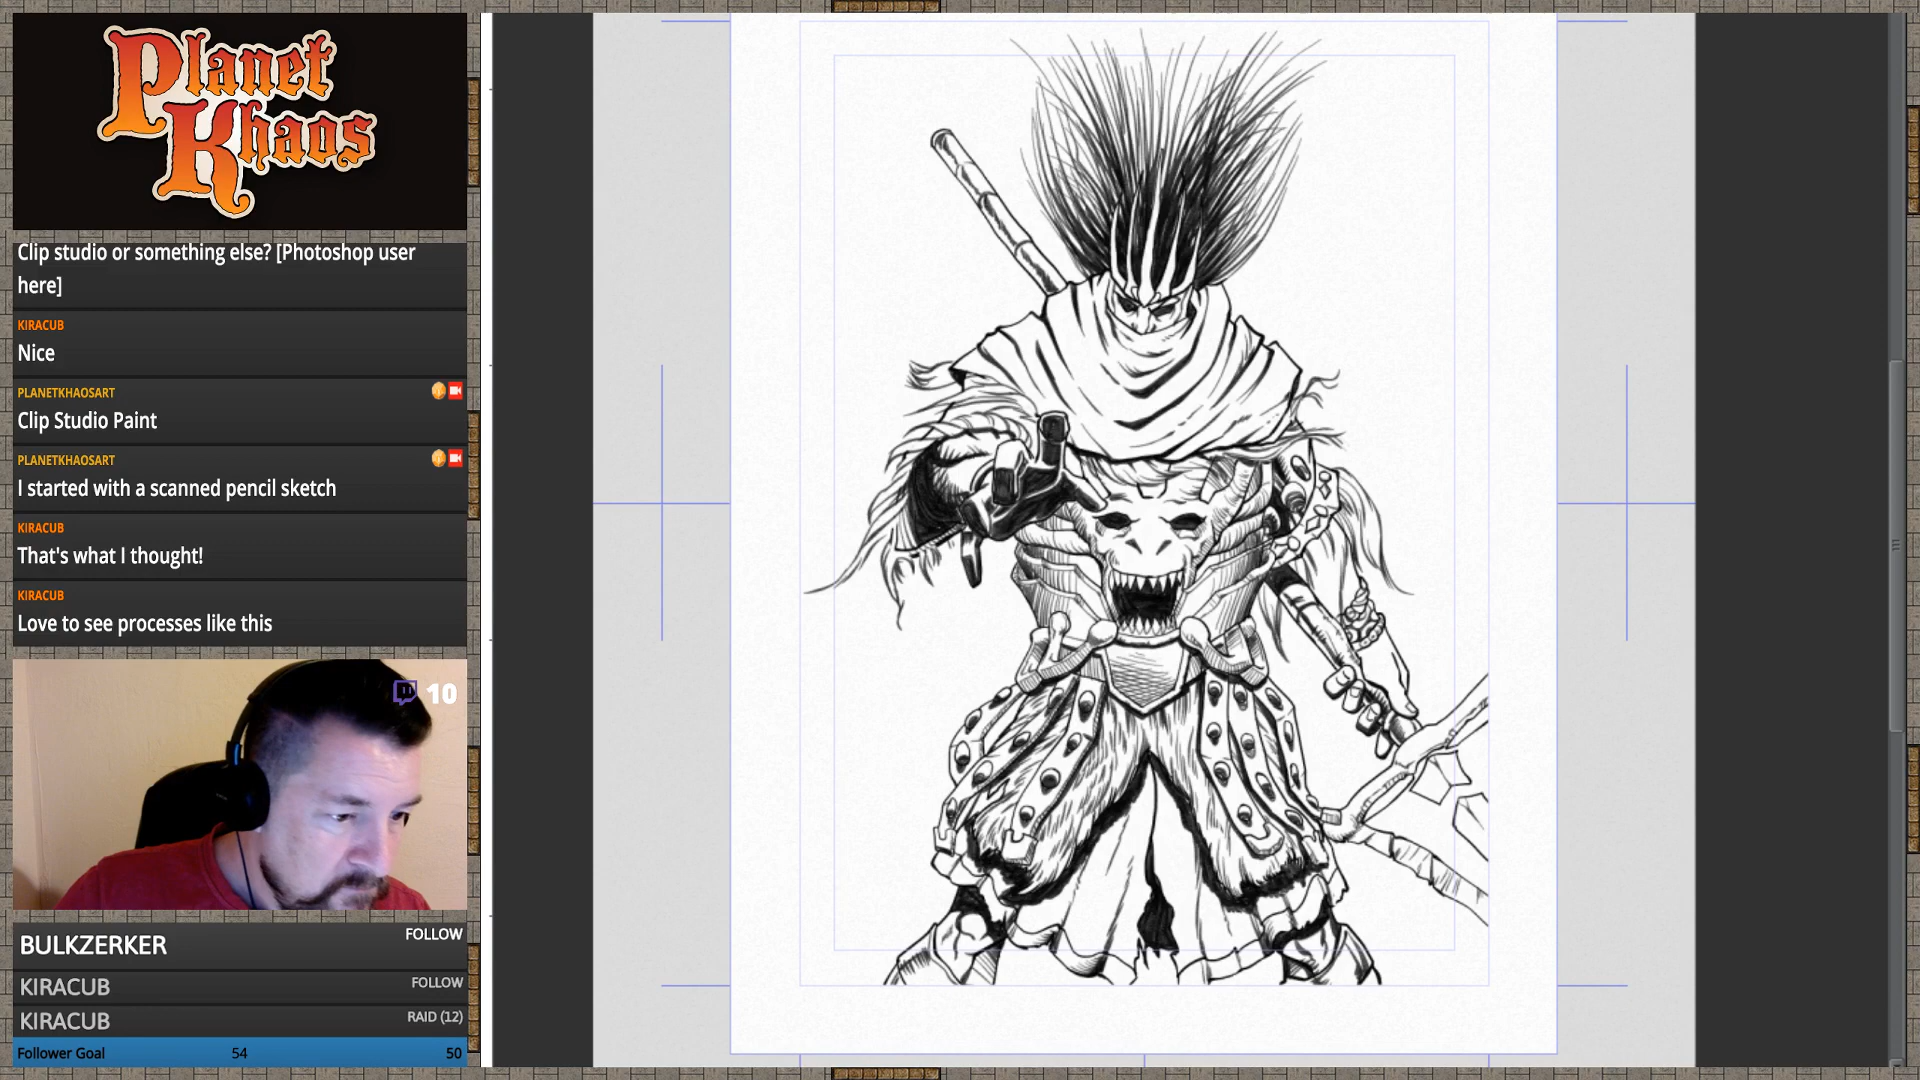 Planet
Khaos
Clip studio or something else? [Photoshop user
here]
KIRACUB
Nice
PLANETKHAOSART
Clip Studio Paint
PLANETKHAOSART
I started with a scanned pencil sketch
KIRACUB
That's what I thought!
KIRACUB
Love to see processes like this
10
BULKZERKER FOLLOW
KIRACUB FOLLOW
KIRACUB RAID (12)
Follower Goal 54 50